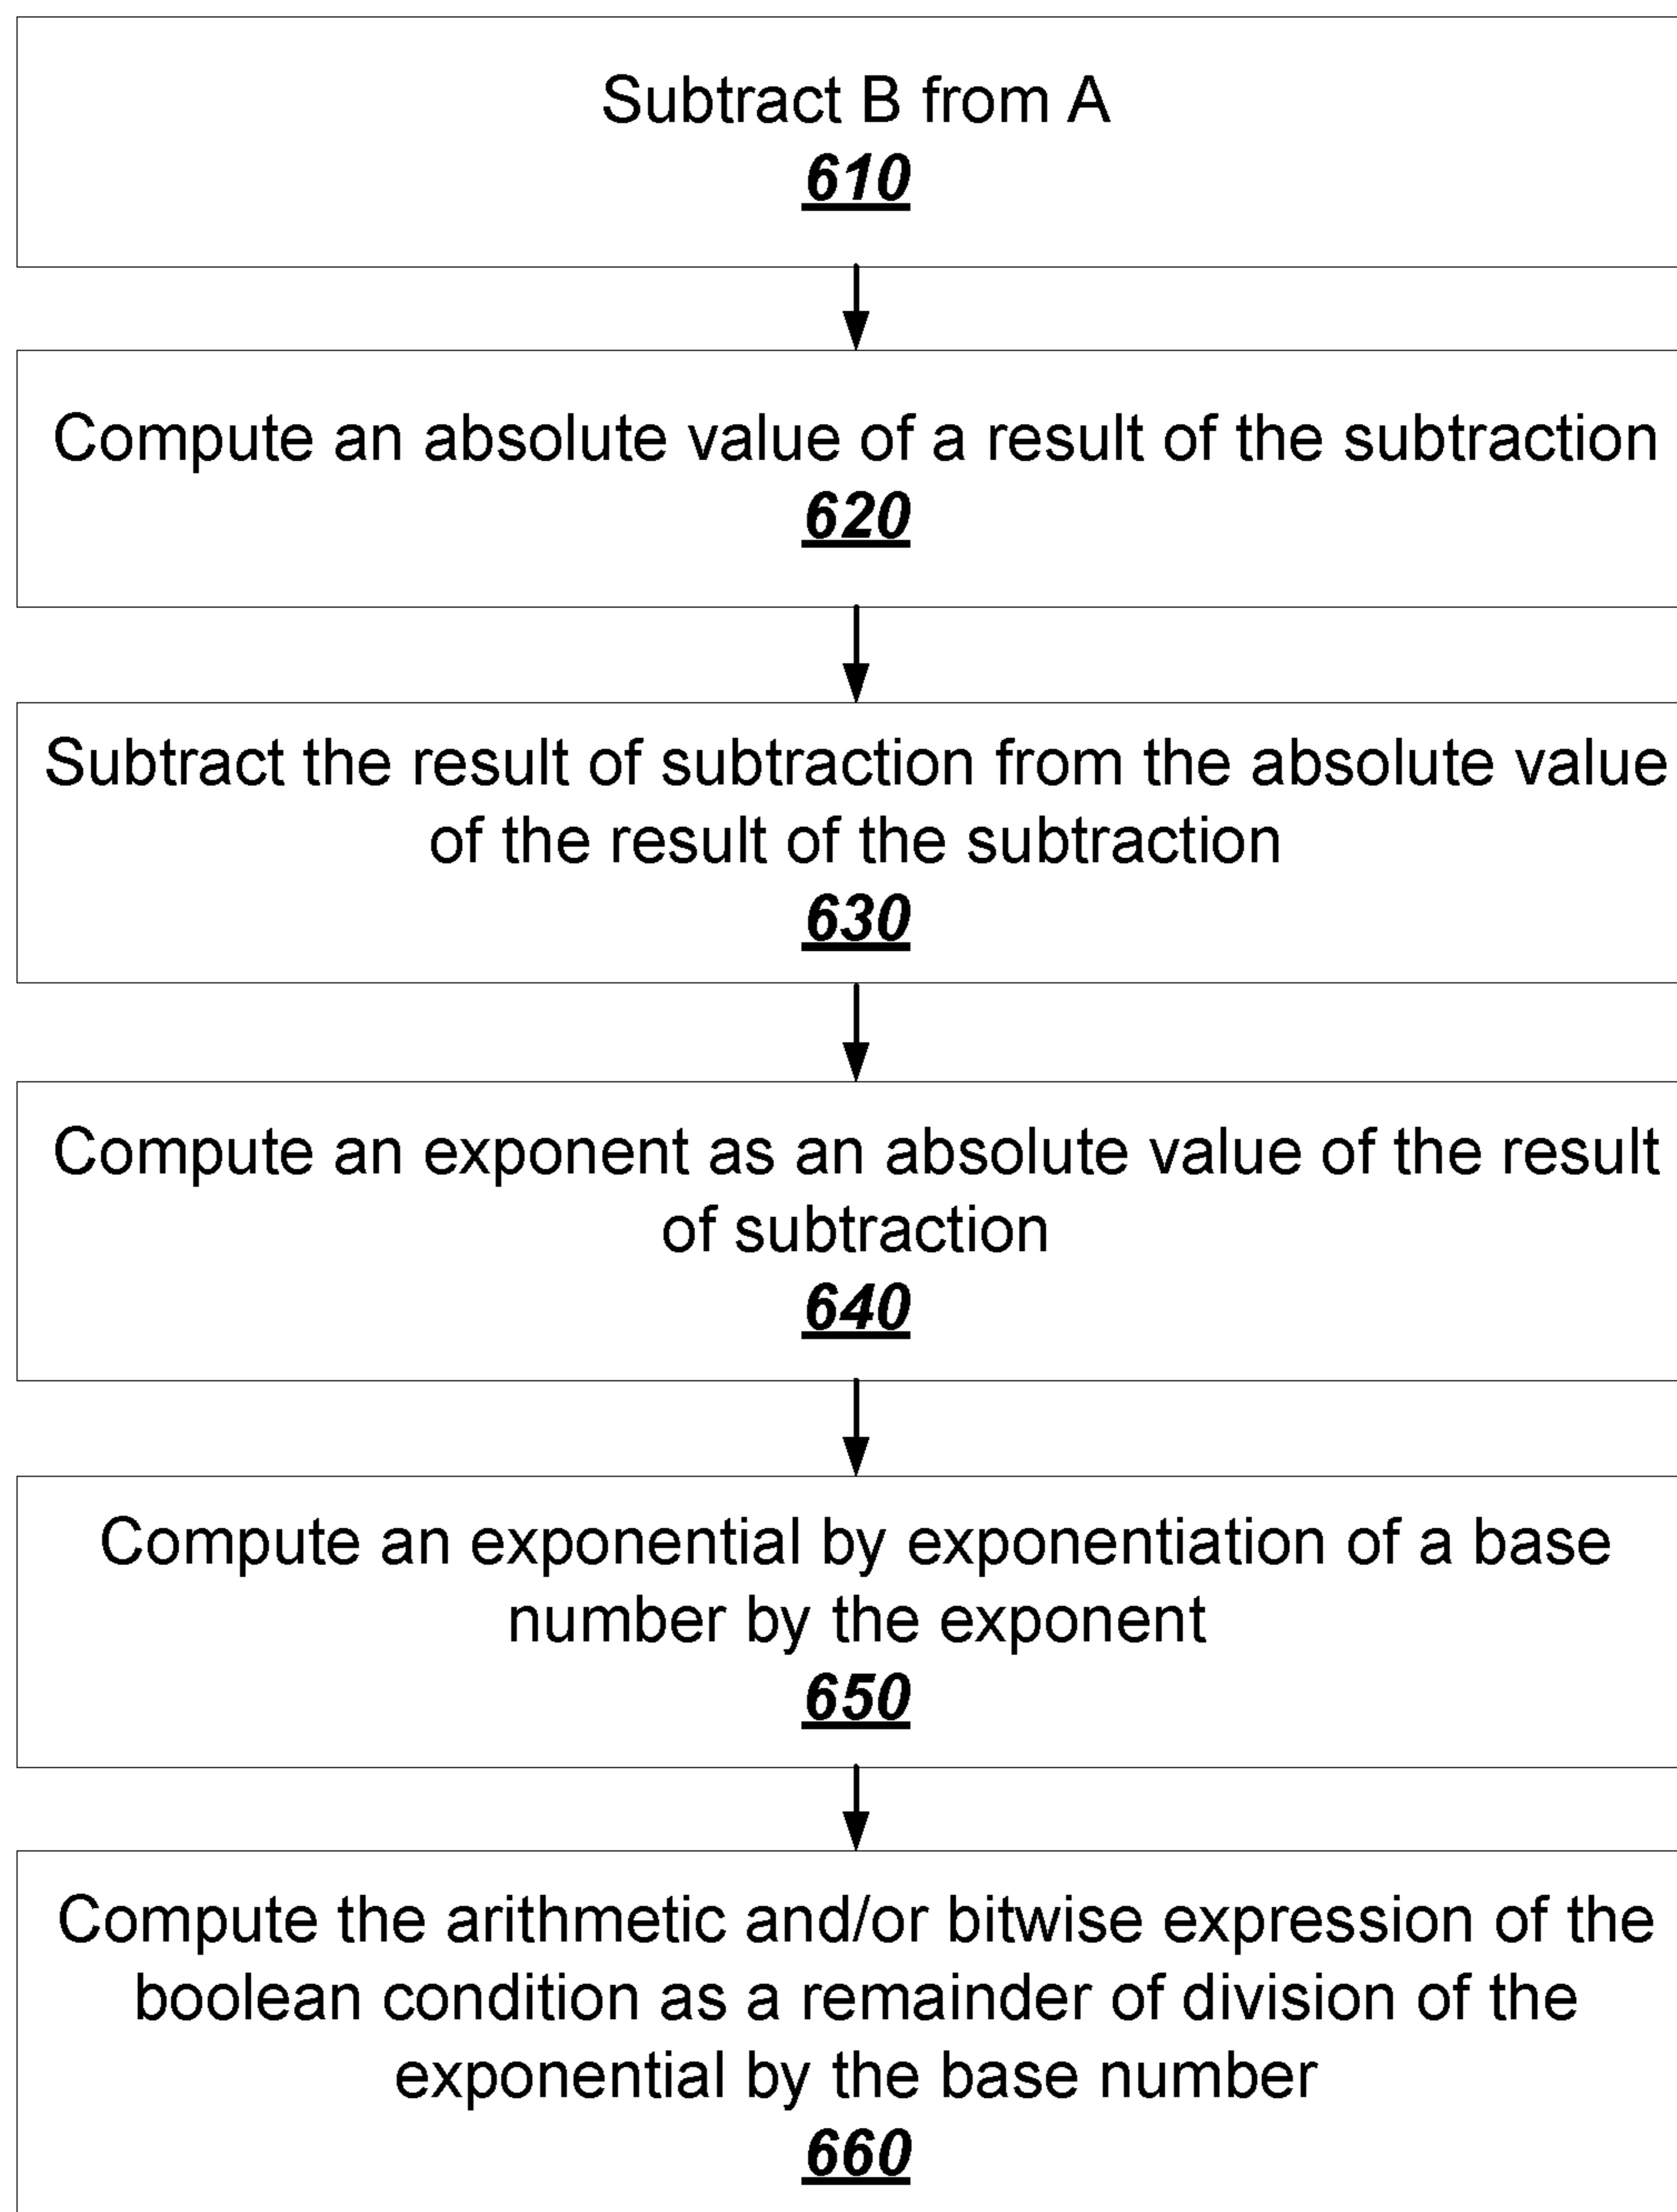 Subtract B from A
610
Compute an absolute value of a result of the subtraction
620
Subtract the result of subtraction from the absolute value
of the result of the subtraction
630
Compute an exponent as an absolute value of the result
of subtraction
640
Compute an exponential by exponentiation of a base
number by the exponent
650
Compute the arithmetic and/or bitwise expression of the
boolean condition as a remainder of division of the
exponential by the base number
660